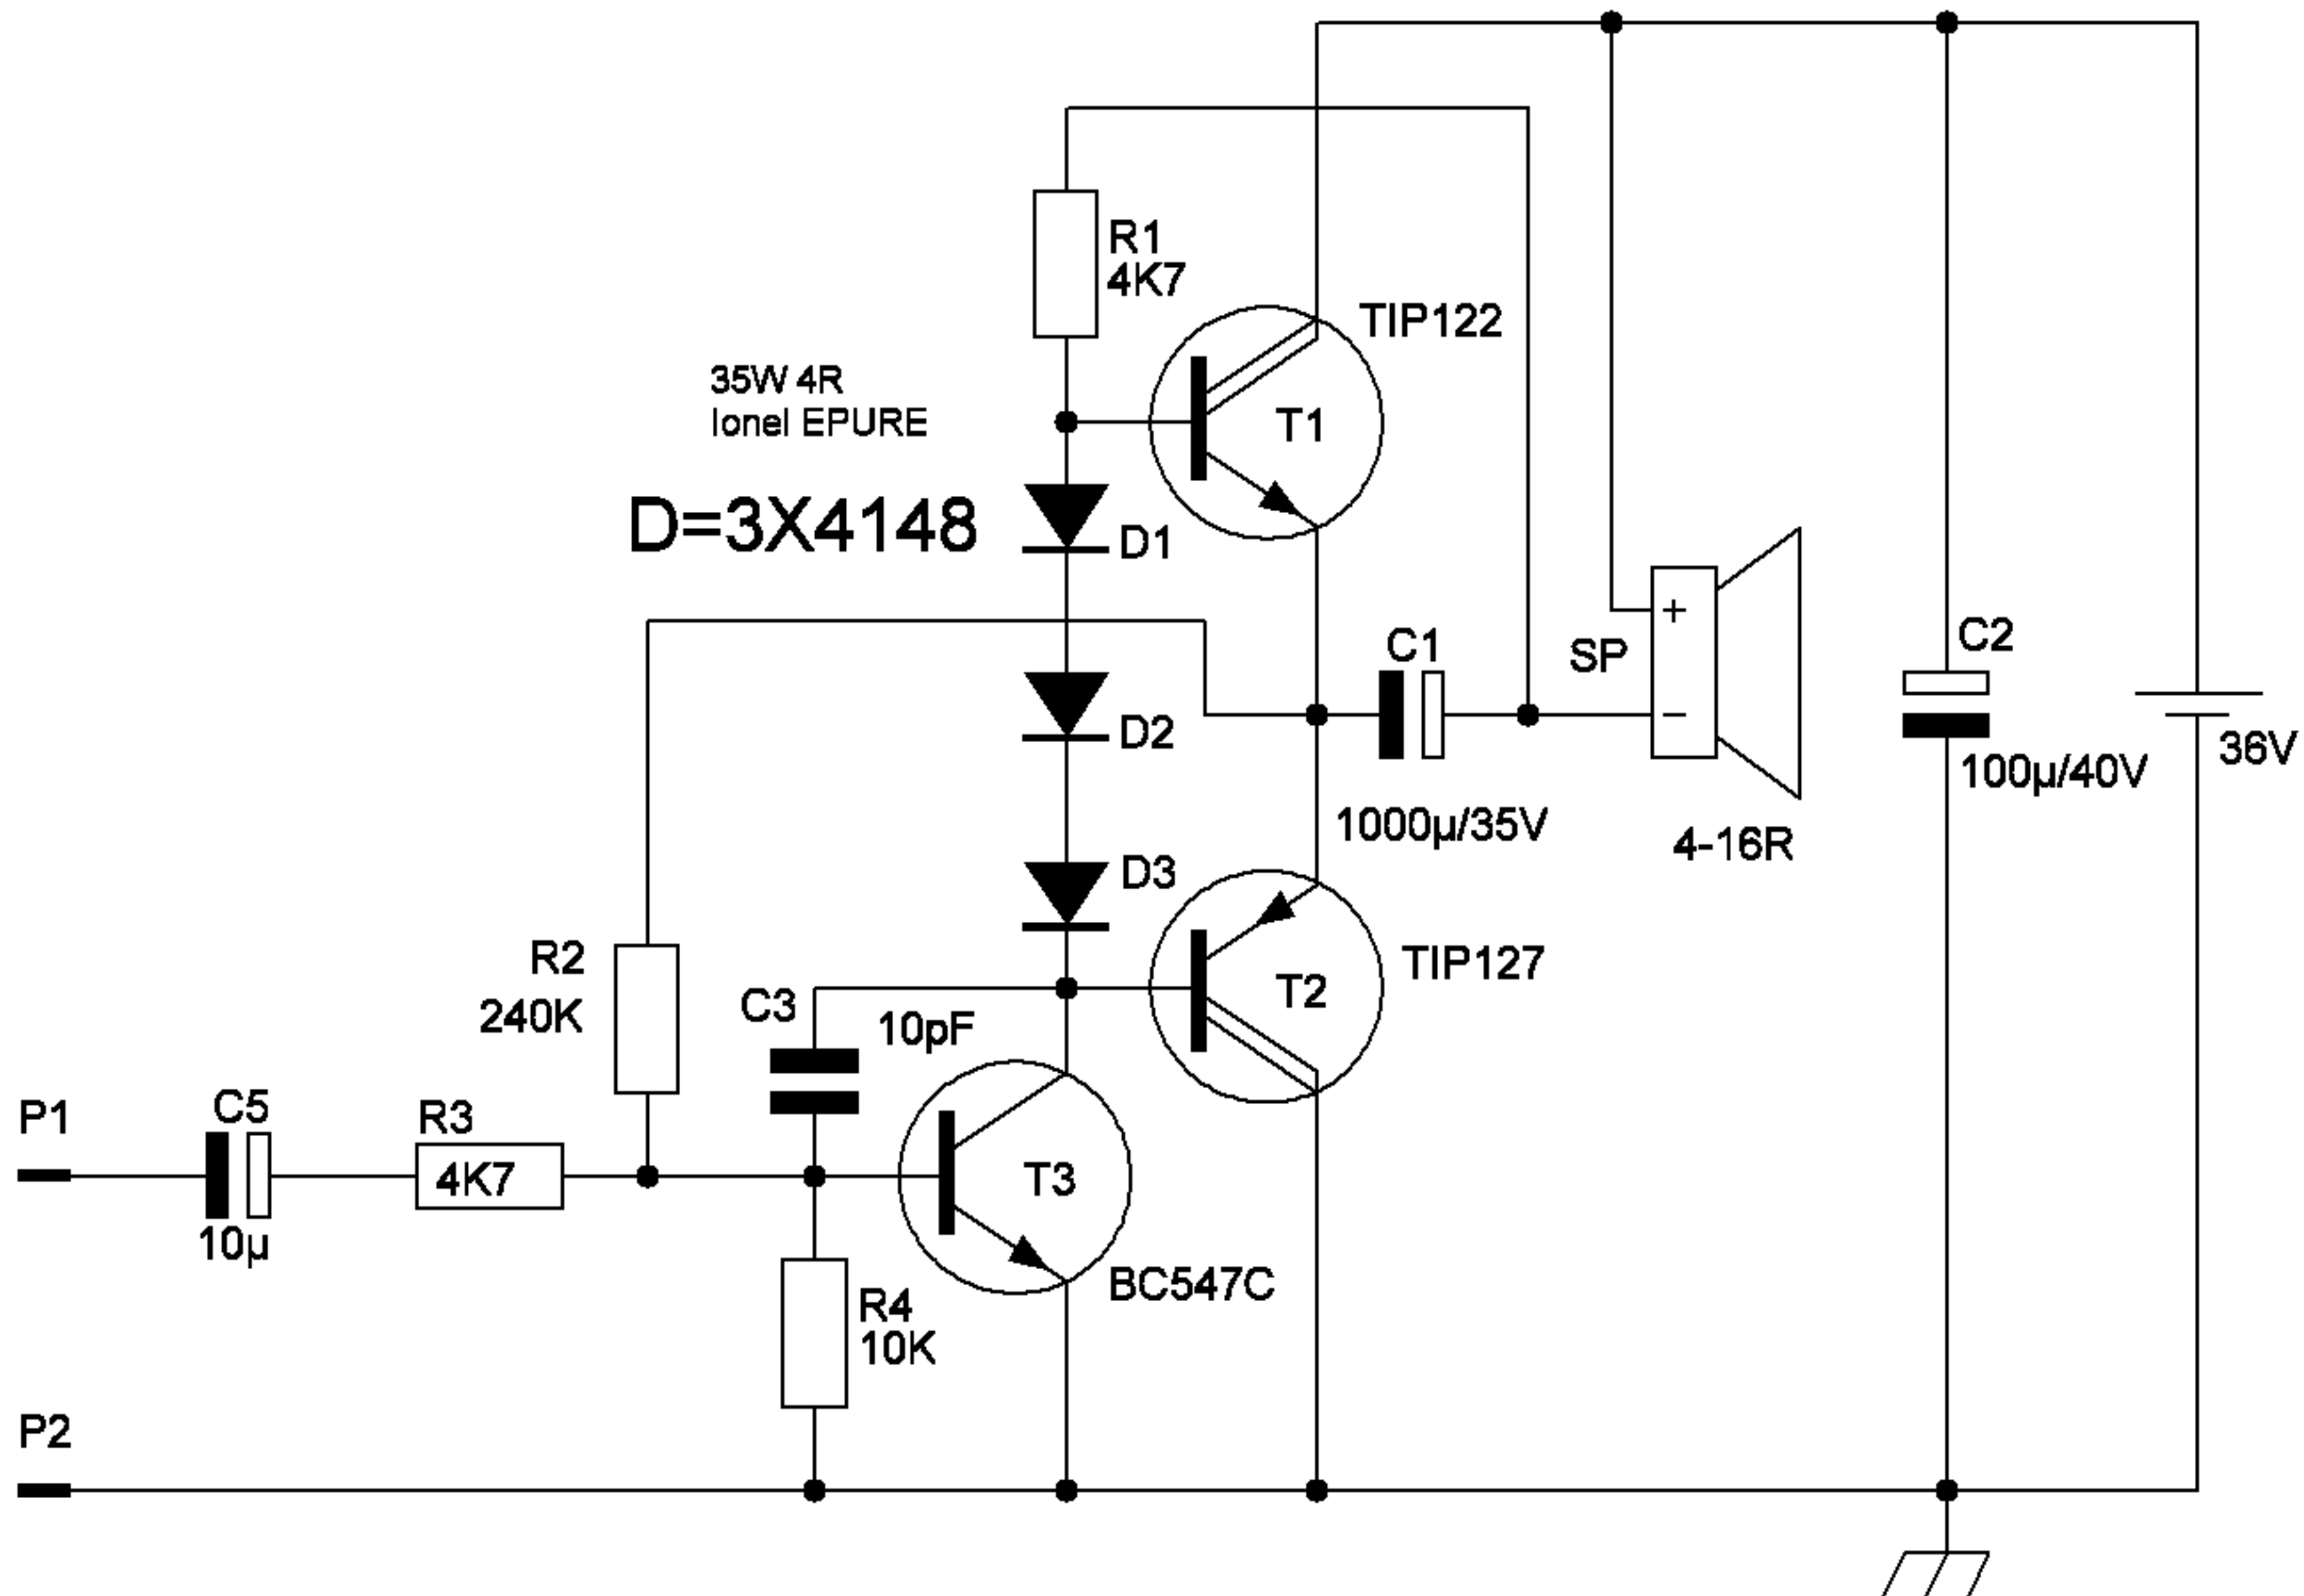 R1
4K7
TIP122
35W 4R
Ionel EPURE
T1
D=3X4148
D1
C1
SP
+
−
C2
D2
36V
100µ/40V
1000µ/35V
4-16R
D3
R2
240K
TIP127
C3
10pF
T2
P1
C5
R3
4K7
T3
10µ
BC547C
R4
10K
P2